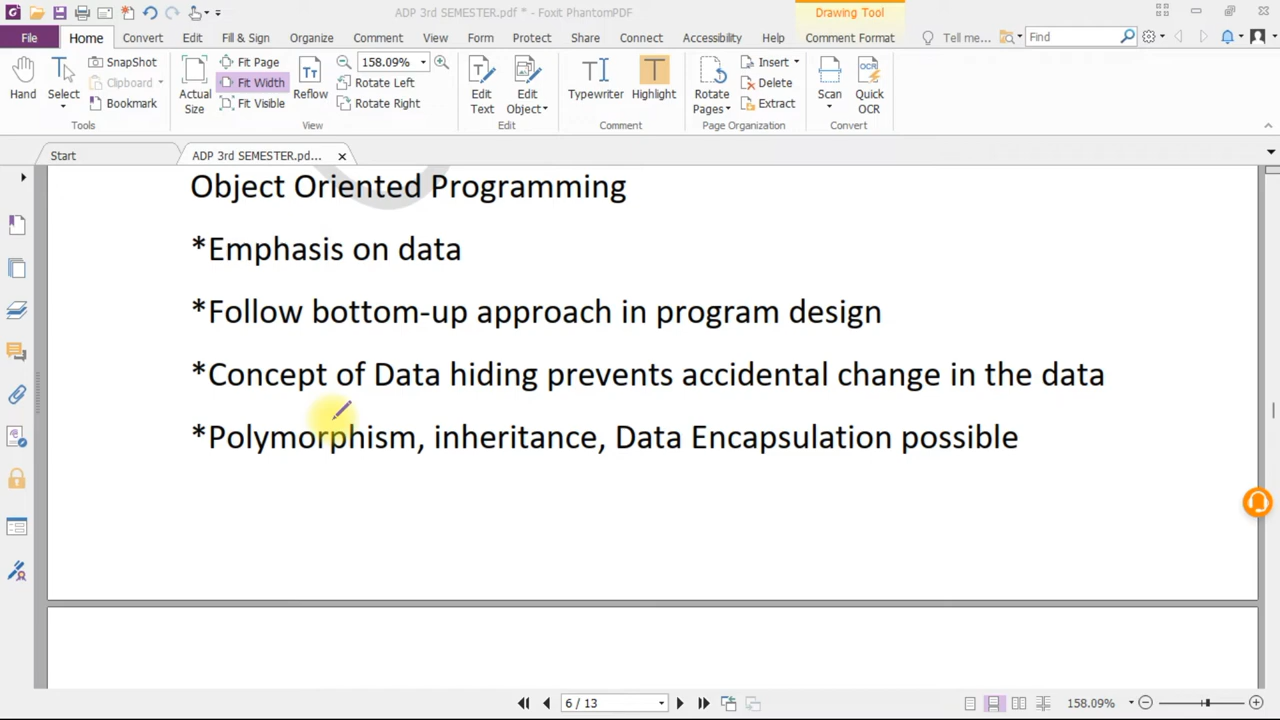 ADP 3rd SEMESTER.pdf * - Foxit PhantomPDF
Drawing Tool
File Home Convert Edit Fill & Sign Organize Comment View Form Protect Share Connect Accessibility Help Comment Format Tell me... Find
Hand
Select
SnapShot
Clipboard
Bookmark
Tools
Actual Size
Fit Page
Fit Width
Fit Visible
Reflow
158.09%
Rotate Left
Rotate Right
View
Edit Text
Edit Object
Edit
Typewriter
Highlight
Comment
Rotate Pages
Insert
Delete
Extract
Page Organization
Scan
Quick OCR
Convert
Start
ADP 3rd SEMESTER.pd...
Object Oriented Programming
*Emphasis on data
*Follow bottom-up approach in program design
*Concept of Data hiding prevents accidental change in the data
*Polymorphism, inheritance, Data Encapsulation possible
6 / 13
158.09%